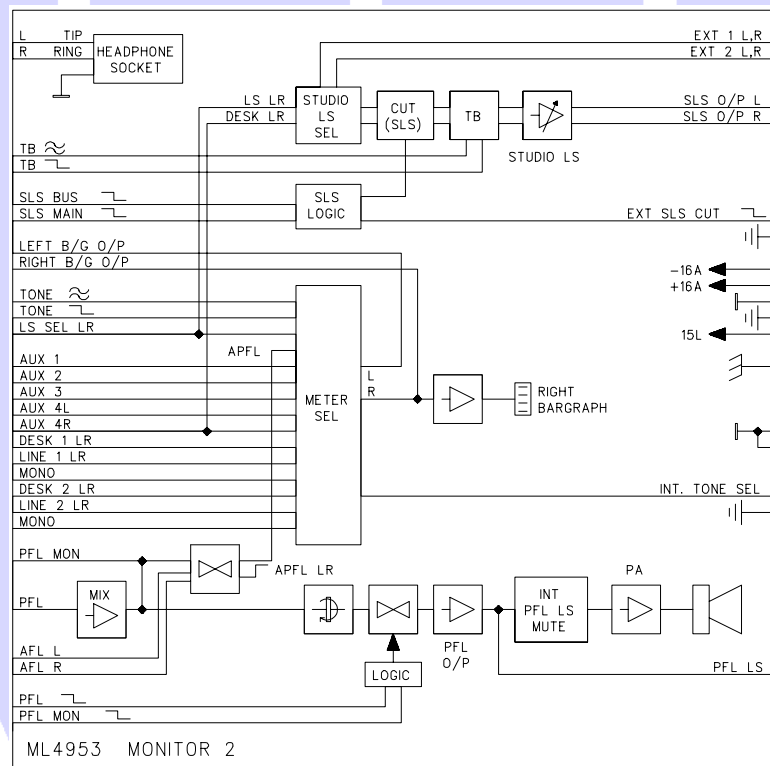 L TIP
R RING
HEADPHONE
SOCKET
EXT 1 L,R
EXT 2 L,R
LS LR
DESK LR
STUDIO
LS
SEL
CUT
(SLS)
TB
STUDIO LS
SLS O/P L
SLS O/P R
TB
TB
SLS BUS
SLS MAIN
SLS
LOGIC
EXT SLS CUT
LEFT B/G O/P
RIGHT B/G O/P
-16A
+16A
15L
TONE
TONE
LS SEL LR
APFL
AUX 1
AUX 2
AUX 3
AUX 4L
AUX 4R
DESK 1 LR
LINE 1 LR
MONO
DESK 2 LR
LINE 2 LR
MONO
METER
SEL
L
R
RIGHT
BARGRAPH
INT. TONE SEL
PFL MON
APFL LR
MIX
PFL
AFL L
AFL R
PFL
O/P
INT
PFL LS
MUTE
PA
PFL LS
LOGIC
PFL
PFL MON
ML4953 MONITOR 2